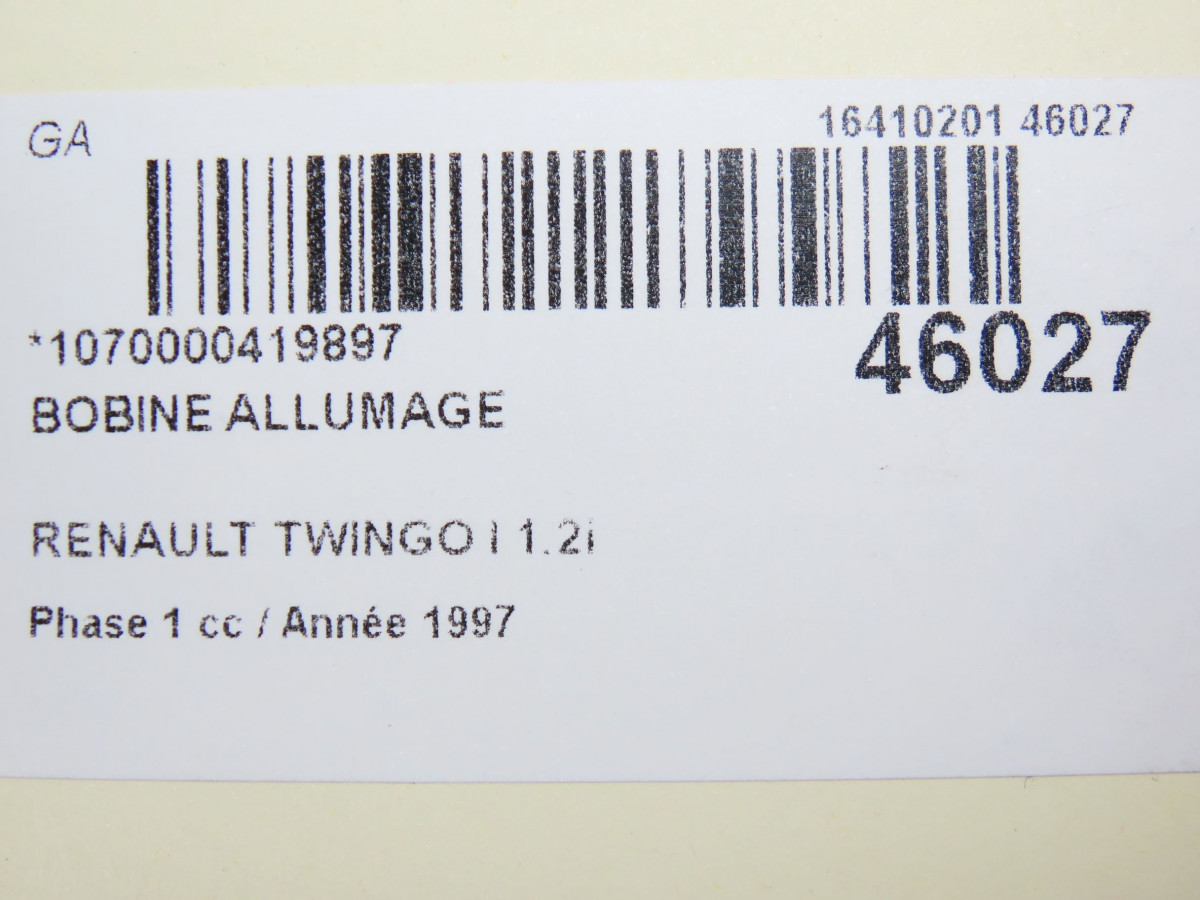 GA
16410201 46027
*1070000419897
46027
BOBINE ALLUMAGE
RENAULT TWINGO I 1.2i
Phase 1 cc / Année 1997